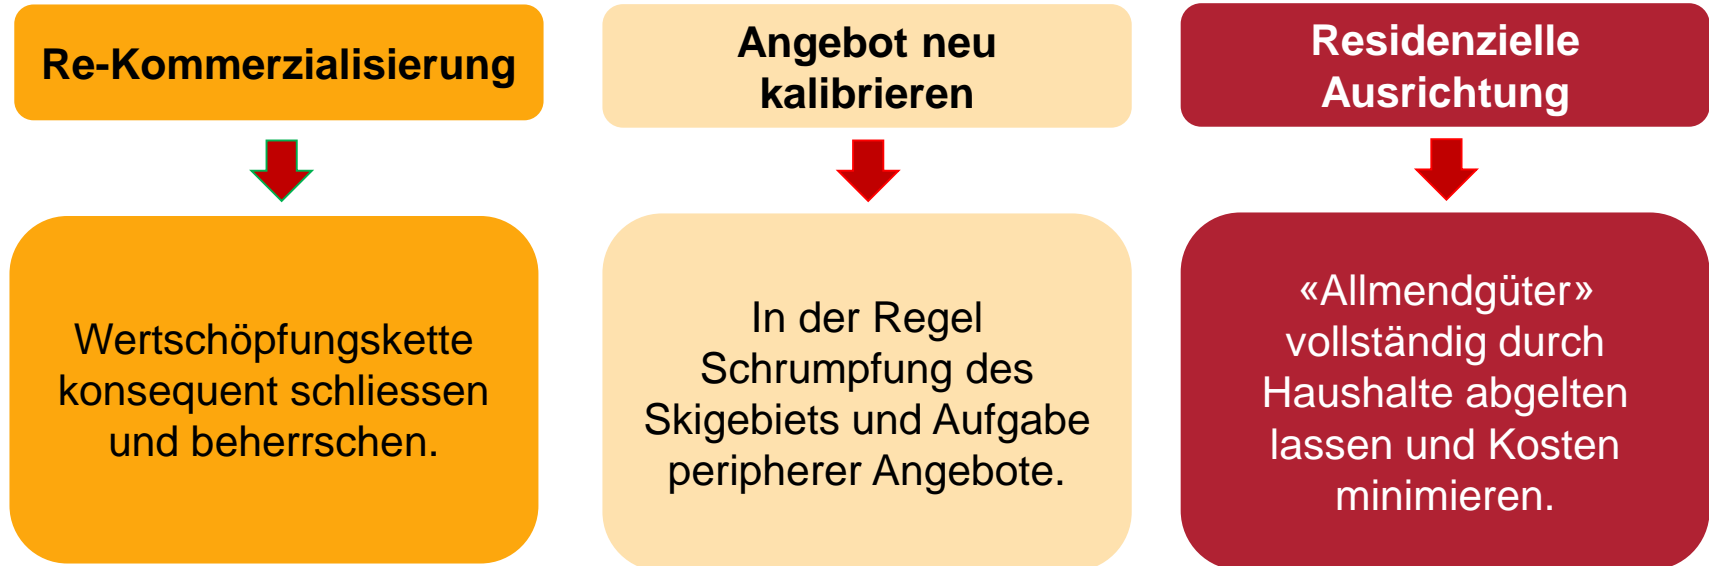 Re-Kommerzialisierung
Wertschöpfungskette
konsequent schliessen
und beherrschen.
Angebot neu
kalibrieren
In der Regel
Schrumpfung des
Skigebiets und Aufgabe
peripherer Angebote.
Residenzielle
Ausrichtung
«Allmendgüter»
vollständig durch
Haushalte abgelten
lassen und Kosten
minimieren.